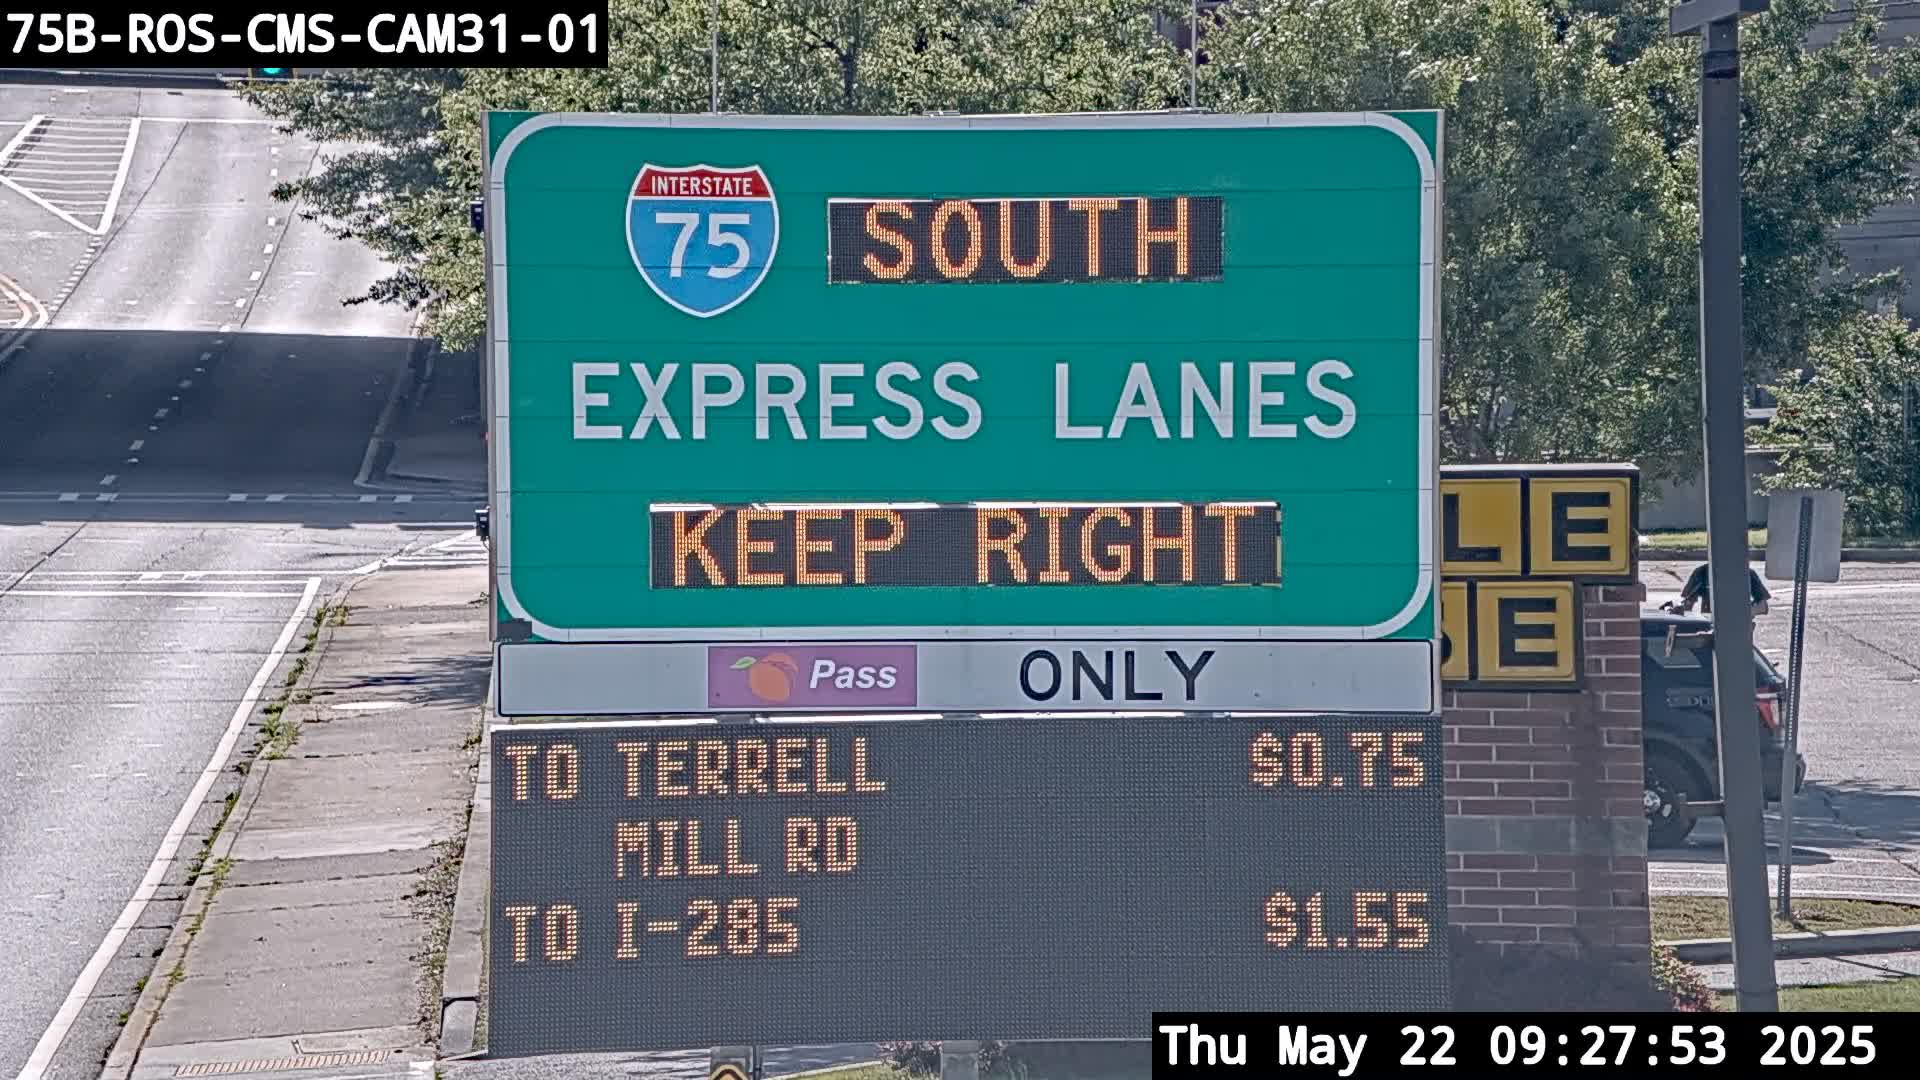 75B-ROS-CMS-CAM31-01
INTERSTATE
75
SOUTH
EXPRESS LANES
KEEP RIGHT
Pass ONLY
TO TERRELL $0.75
MILL RD
TO I-285 $1.55
LE
E
Thu May 22 09:27:53 2025